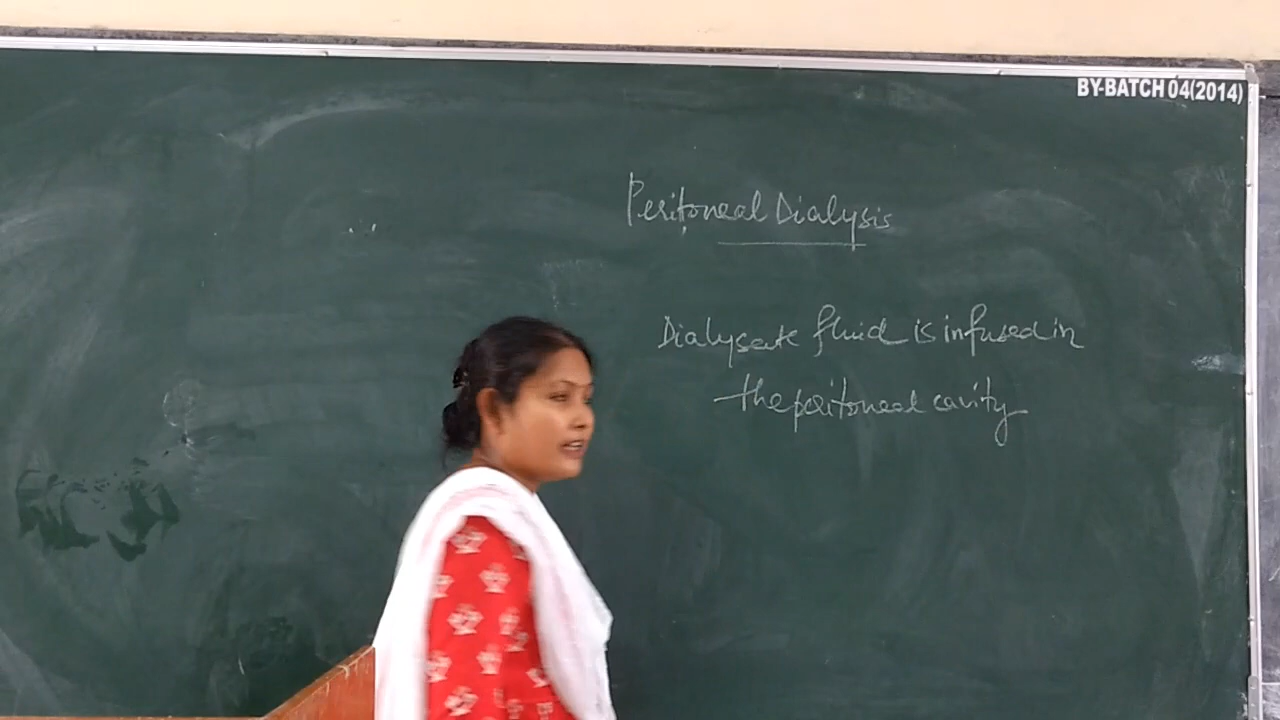 BY-BATCH 04(2014)
Peritoneal Dialysis
Dialysate fluid is infused in
the peritoneal cavity